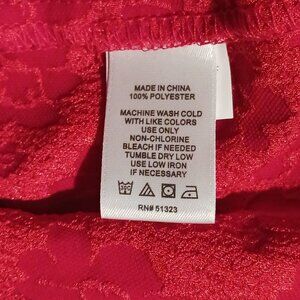 MADE IN CHINA
100% POLYESTER
MACHINE WASH COLD
WITH LIKE COLORS
USE ONLY
NON-CHLORINE
BLEACH IF NEEDED
TUMBLE DRY LOW
USE LOW IRON
IF NECESSARY
RN# 51323